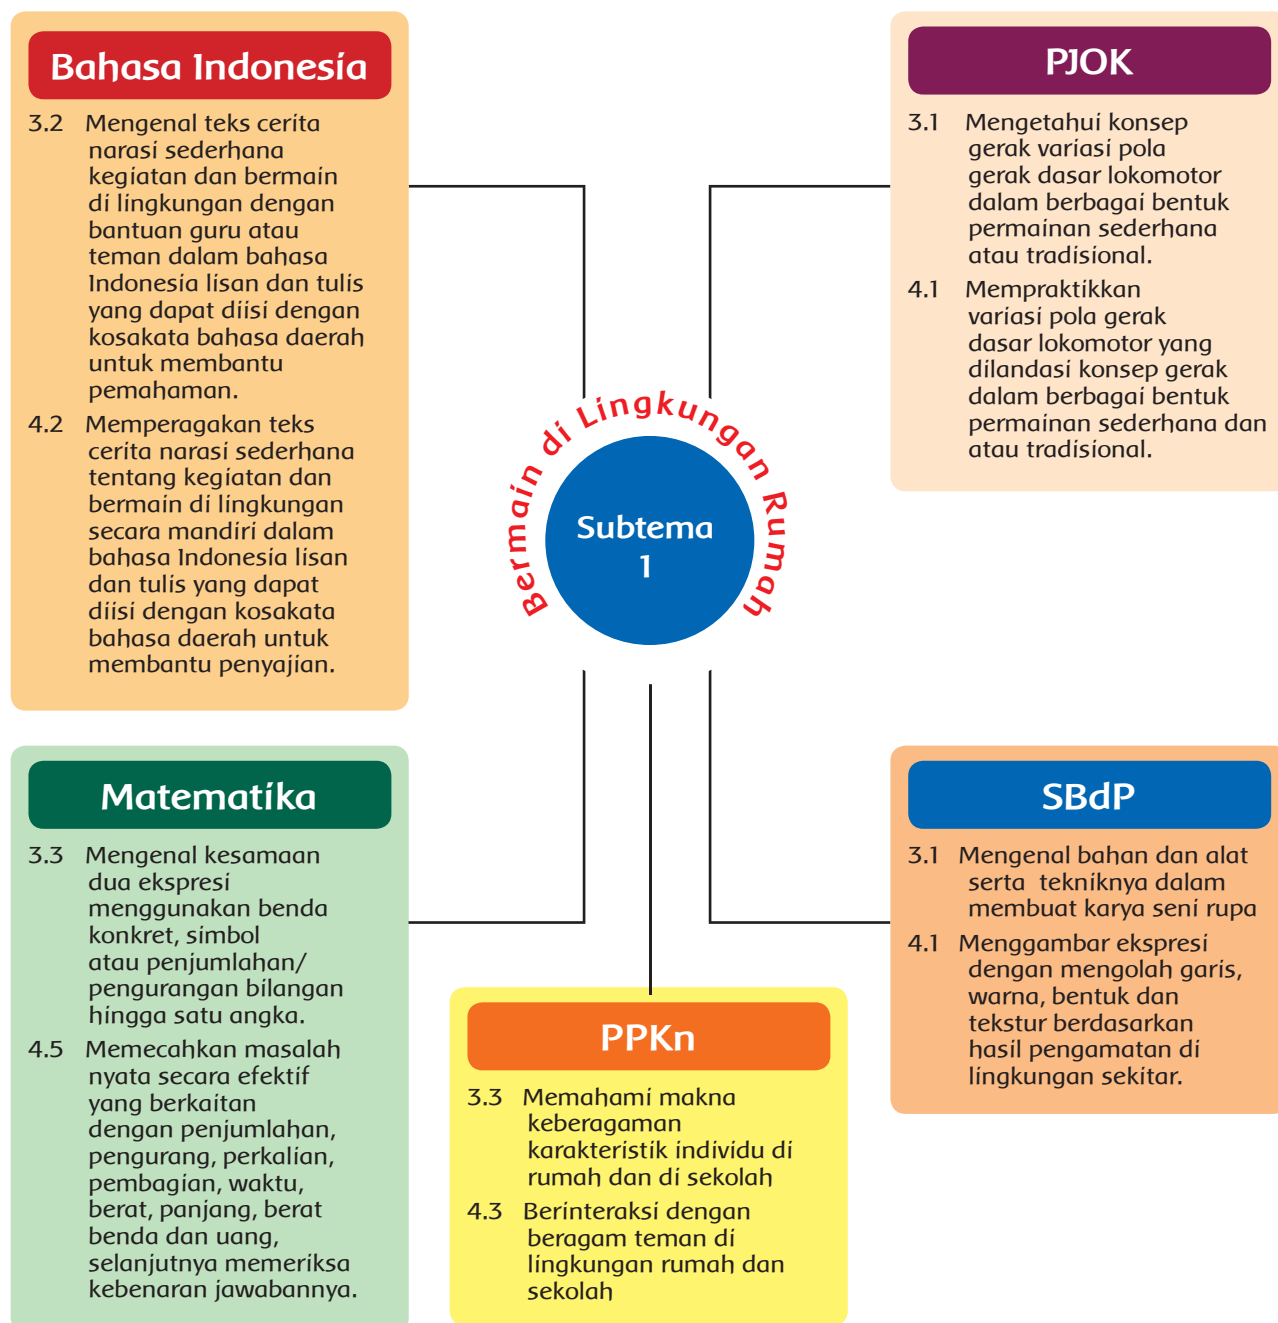 Bahasa Indonesia
3.2 Mengenal teks cerita
narasi sederhana
kegiatan dan bermain
di lingkungan dengan
bantuan guru atau
teman dalam bahasa
Indonesia lisan dan tulis
yang dapat diisi dengan
kosakata bahasa daerah
untuk membantu
pemahaman.
4.2 Memperagakan teks
cerita narasi sederhana
tentang kegiatan dan
bermain di lingkungan
secara mandiri dalam
bahasa Indonesia lisan
dan tulis yang dapat
diisi dengan kosakata
bahasa daerah untuk
membantu penyajian.
PJOK
3.1 Mengetahui konsep
gerak variasi pola
gerak dasar lokomotor
dalam berbagai bentuk
permainan sederhana
atau tradisional.
4.1 Mempraktikkan
variasi pola gerak
dasar lokomotor yang
dilandasi konsep gerak
dalam berbagai bentuk
permainan sederhana dan
atau tradisional.
Bermain di Lingkungan Rumah
Subtema
1
Matematika
3.3 Mengenal kesamaan
dua ekspresi
menggunakan benda
konkret, simbol
atau penjumlahan/
pengurangan bilangan
hingga satu angka.
4.5 Memecahkan masalah
nyata secara efektif
yang berkaitan
dengan penjumlahan,
pengurang, perkalian,
pembagian, waktu,
berat, panjang, berat
benda dan uang,
selanjutnya memeriksa
kebenaran jawabannya.
PPKn
3.3 Memahami makna
keberagaman
karakteristik individu di
rumah dan di sekolah
4.3 Berinteraksi dengan
beragam teman di
lingkungan rumah dan
sekolah
SBdP
3.1 Mengenal bahan dan alat
serta tekniknya dalam
membuat karya seni rupa
4.1 Menggambar ekspresi
dengan mengolah garis,
warna, bentuk dan
tekstur berdasarkan
hasil pengamatan di
lingkungan sekitar.